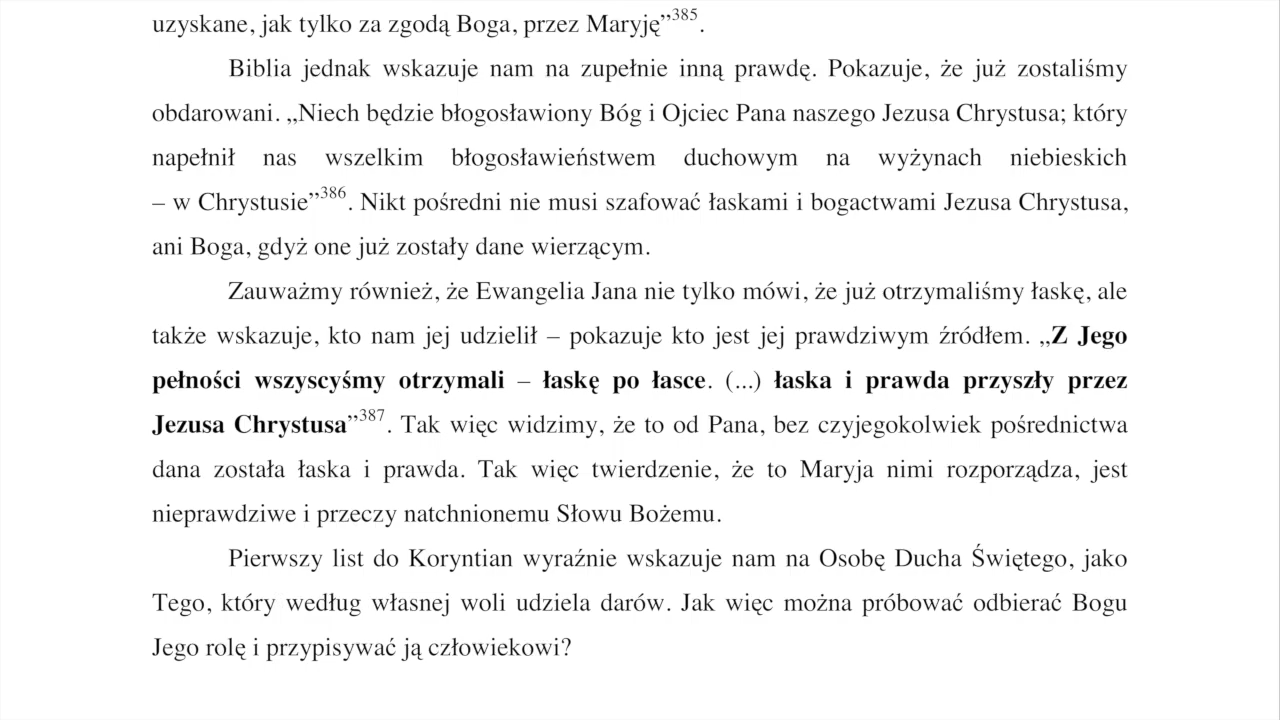 uzyskane, jak tylko za zgodą Boga, przez Maryję”385.
Biblia jednak wskazuje nam na zupełnie inną prawdę. Pokazuje, że już zostaliśmy
obdarowani. „Niech będzie błogosławiony Bóg i Ojciec Pana naszego Jezusa Chrystusa; który
napełnił nas wszelkim błogosławieństwem duchowym na wyżynach niebieskich
– w Chrystusie”386. Nikt pośredni nie musi szafować łaskami i bogactwami Jezusa Chrystusa,
ani Boga, gdyż one już zostały dane wierzącym.
Zauważmy również, że Ewangelia Jana nie tylko mówi, że już otrzymaliśmy łaskę, ale
także wskazuje, kto nam jej udzielił – pokazuje kto jest jej prawdziwym źródłem. „Z Jego
pełności wszyscyśmy otrzymali – łaskę po łasce. (...) łaska i prawda przyszły przez
Jezusa Chrystusa”387. Tak więc widzimy, że to od Pana, bez czyjegokolwiek pośrednictwa
dana została łaska i prawda. Tak więc twierdzenie, że to Maryja nimi rozporządza, jest
nieprawdziwe i przeczy natchnionemu Słowu Bożemu.
Pierwszy list do Koryntian wyraźnie wskazuje nam na Osobę Ducha Świętego, jako
Tego, który według własnej woli udziela darów. Jak więc można próbować odbierać Bogu
Jego rolę i przypisywać ją człowiekowi?